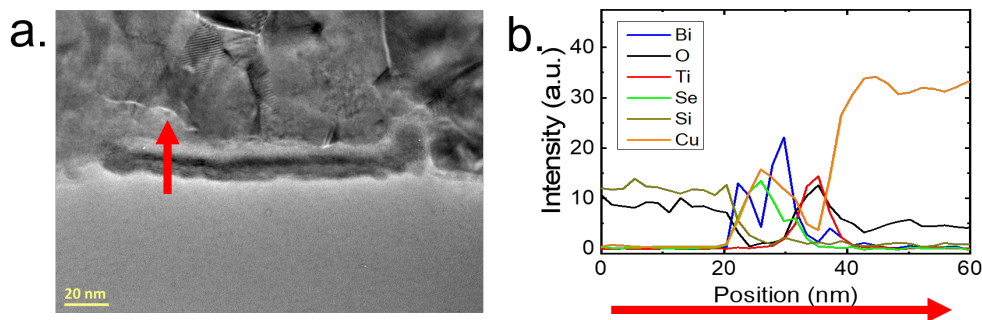 a.
20 nm
b.
Intensity (a.u.)
40
30
20
10
0
Bi
O
Ti
Se
Si
Cu
0 20 40 60
Position (nm)